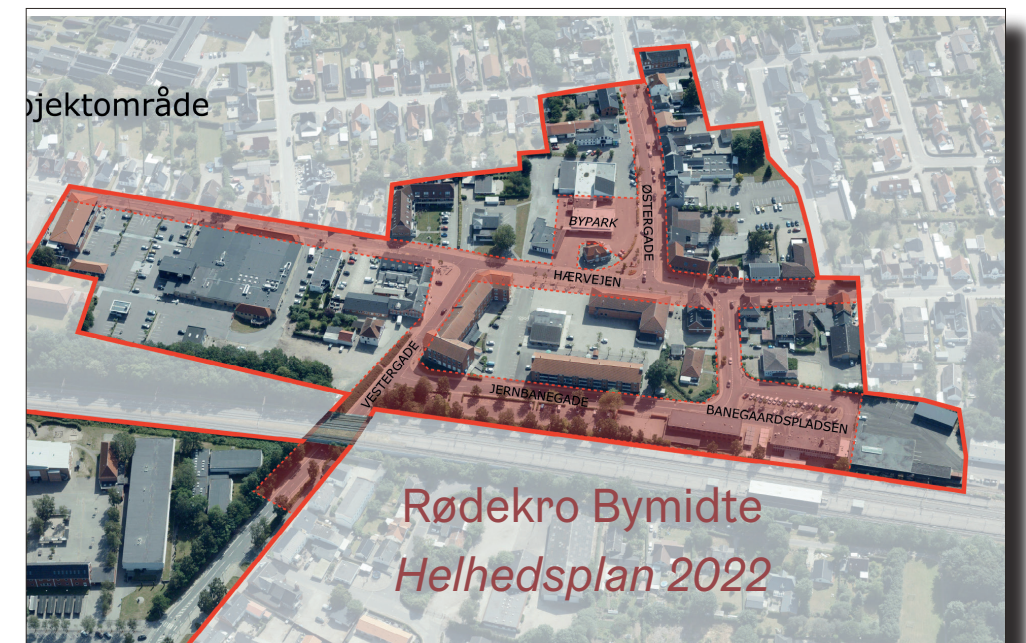 ojektområde
ØSTERGADE
BYPARK
HÆRVEJEN
VESTERGADE
JERNBANEGADE
BANEGAARDSPLADSEN
Rødekro Bymidte
Helhedsplan 2022